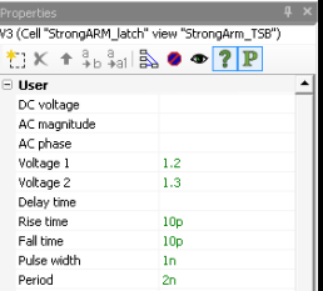 Properties
V3 (Cell "StrongARM_latch" view "StrongArm_TSB")
a b a a1 ? P
User
DC voltage
AC magnitude
AC phase
Voltage 1 1.2
Voltage 2 1.3
Delay time
Rise time 10p
Fall time 10p
Pulse width 1n
Period 2n